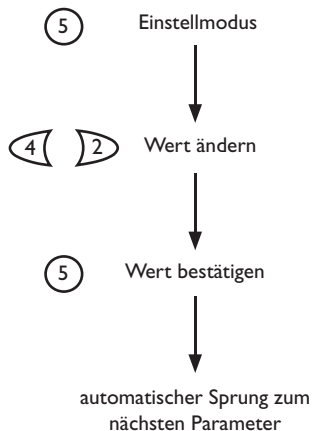 5 Einstellmodus
4 2 Wert ändern
5 Wert bestätigen
automatischer Sprung zum
nächsten Parameter